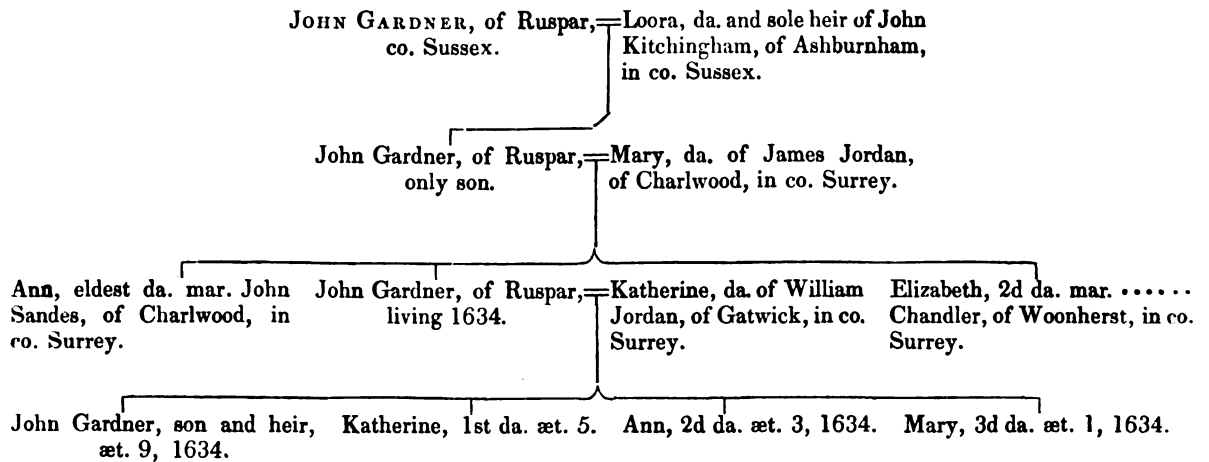 JOHN GARDNER, of Ruspar,
co. Sussex.
Loora, da. and sole heir of John
Kitchingham, of Ashburnham,
in co. Sussex.
John Gardner, of Ruspar,
only son.
Mary, da. of James Jordan,
of Charlwood, in co. Surrey.
Ann, eldest da. mar. John
Sandes, of Charlwood, in
co. Surrey.
John Gardner, of Ruspar,
living 1634.
Katherine, da. of William
Jordan, of Gatwick, in co.
Surrey.
Elizabeth, 2d da. mar. ......
Chandler, of Woonherst, in co.
Surrey.
John Gardner, son and heir,
æt. 9, 1634.
Katherine, 1st da. æt. 5.
Ann, 2d da. æt. 3, 1634.
Mary, 3d da. æt. 1, 1634.